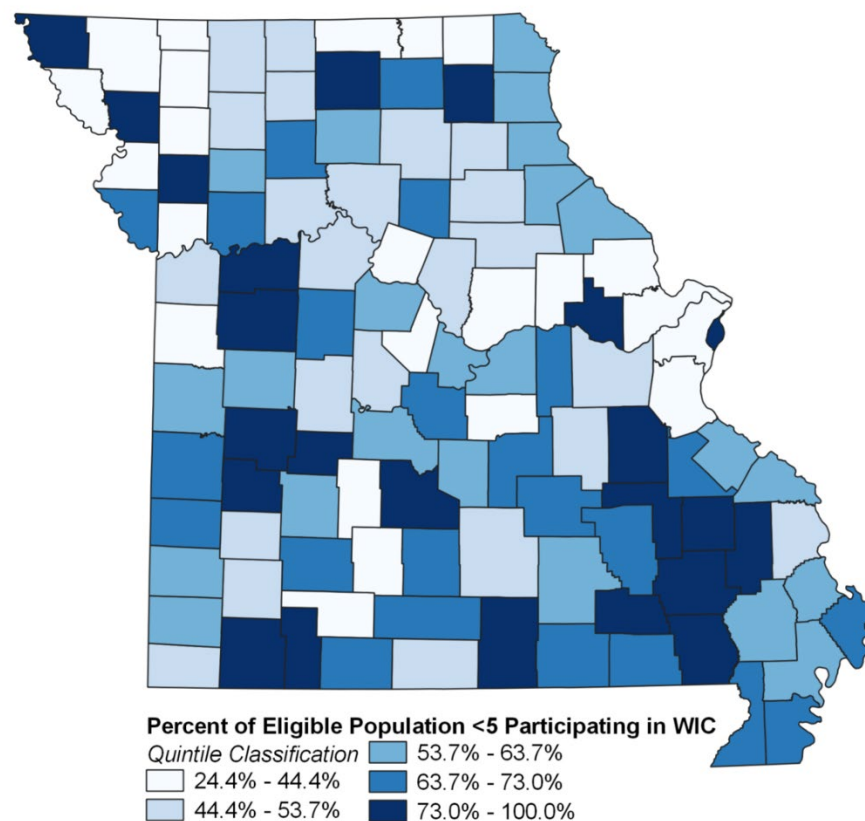 Percent of Eligible Population <5 Participating in WIC
Quintile Classification
24.4% - 44.4%
44.4% - 53.7%
53.7% - 63.7%
63.7% - 73.0%
73.0% - 100.0%